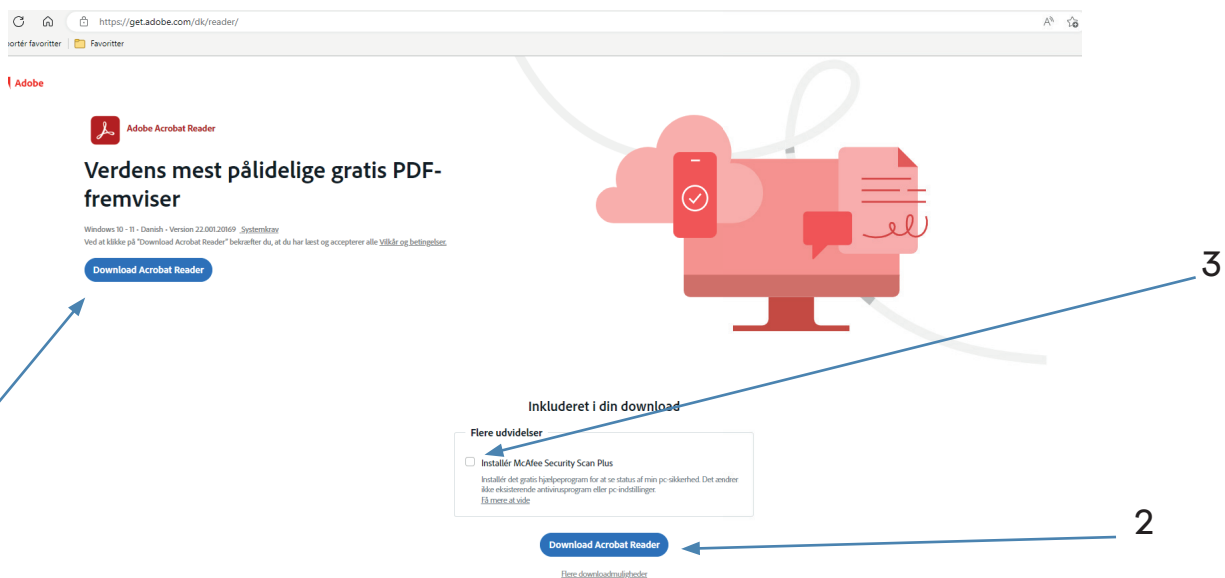 https://get.adobe.com/dk/reader/
ortér favoritter
Favoritter
Adobe
Adobe Acrobat Reader
Verdens mest pålidelige gratis PDF-
fremviser
Windows 10 - 11 - Danish - Version 22.001.20169 Systemkrav
Ved at klikke på "Download Acrobat Reader" bekræfter du, at du har læst og accepterer alle Vilkår og betingelser.
Download Acrobat Reader
3
Inkluderet i din download
Flere udvidelser
Installér McAfee Security Scan Plus
Installér det gratis hjælpeprogram for at se status af min pc-sikkerhed. Det ændrer
ikke eksisterende antivirusprogram eller pc-indstillinger.
Få mere at vide
2
Download Acrobat Reader
Flere downloadmuligheder